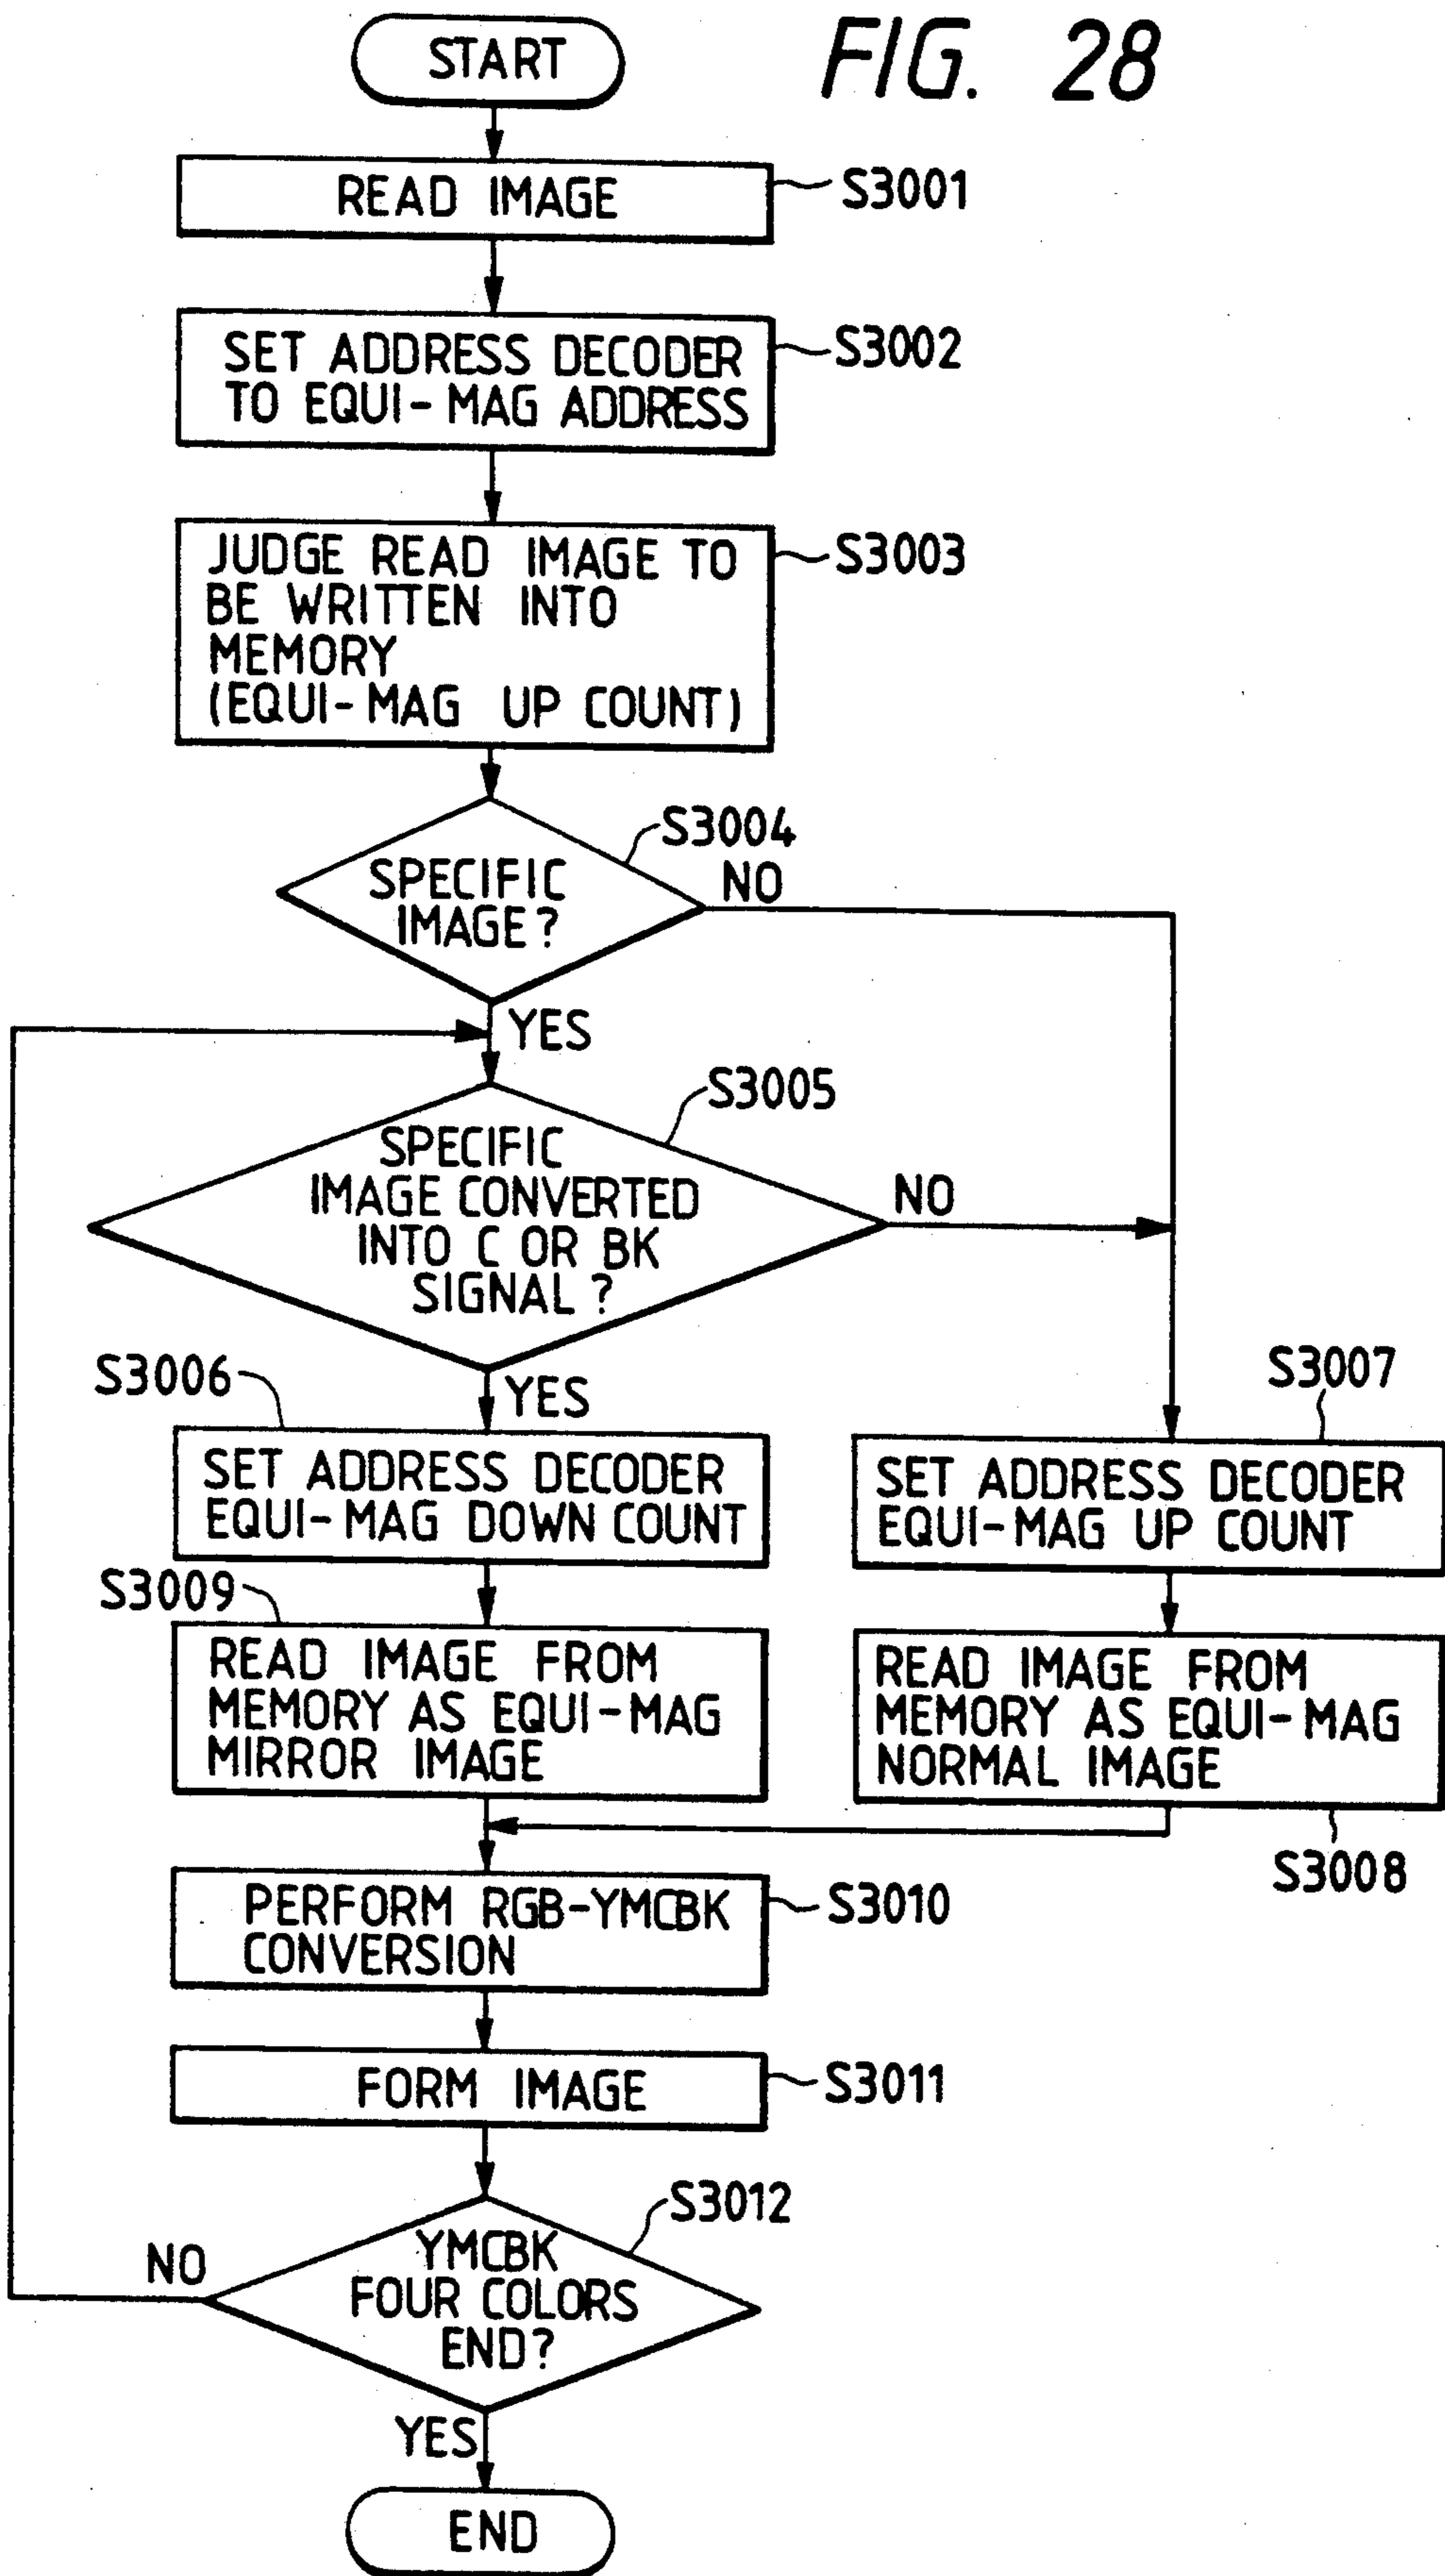 FIG. 28
START
READ IMAGE
S3001
SET ADDRESS DECODER
TO EQUI-MAG ADDRESS
S3002
JUDGE READ IMAGE TO
BE WRITTEN INTO
MEMORY
(EQUI-MAG UP COUNT)
S3003
S3004
SPECIFIC
IMAGE?
NO
YES
S3005
SPECIFIC
IMAGE CONVERTED
INTO C OR BK
SIGNAL?
NO
YES
S3006
SET ADDRESS DECODER
EQUI-MAG DOWN COUNT
S3007
SET ADDRESS DECODER
EQUI-MAG UP COUNT
S3009
READ IMAGE FROM
MEMORY AS EQUI-MAG
MIRROR IMAGE
READ IMAGE FROM
MEMORY AS EQUI-MAG
NORMAL IMAGE
S3008
PERFORM RGB-YMCBK
CONVERSION
S3010
FORM IMAGE
S3011
S3012
YMCBK
FOUR COLORS
END?
NO
YES
END